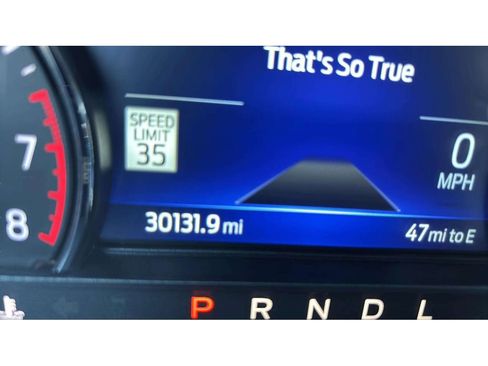 That's So True
SPEED
LIMIT
35
0
MPH
7
8
30131.9 mi
47 mi to E
P R N D L